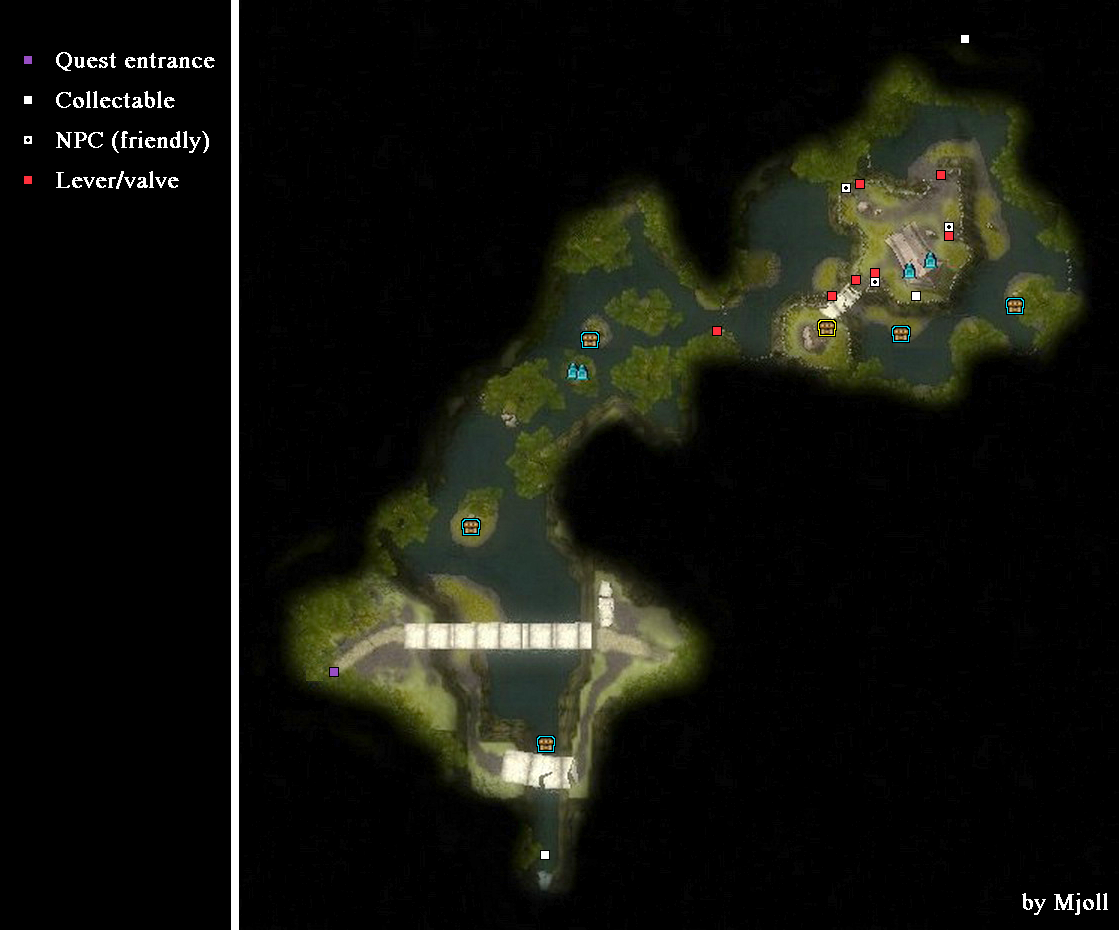 Quest entrance
Collectable
NPC (friendly)
Lever/valve
by Mjoll